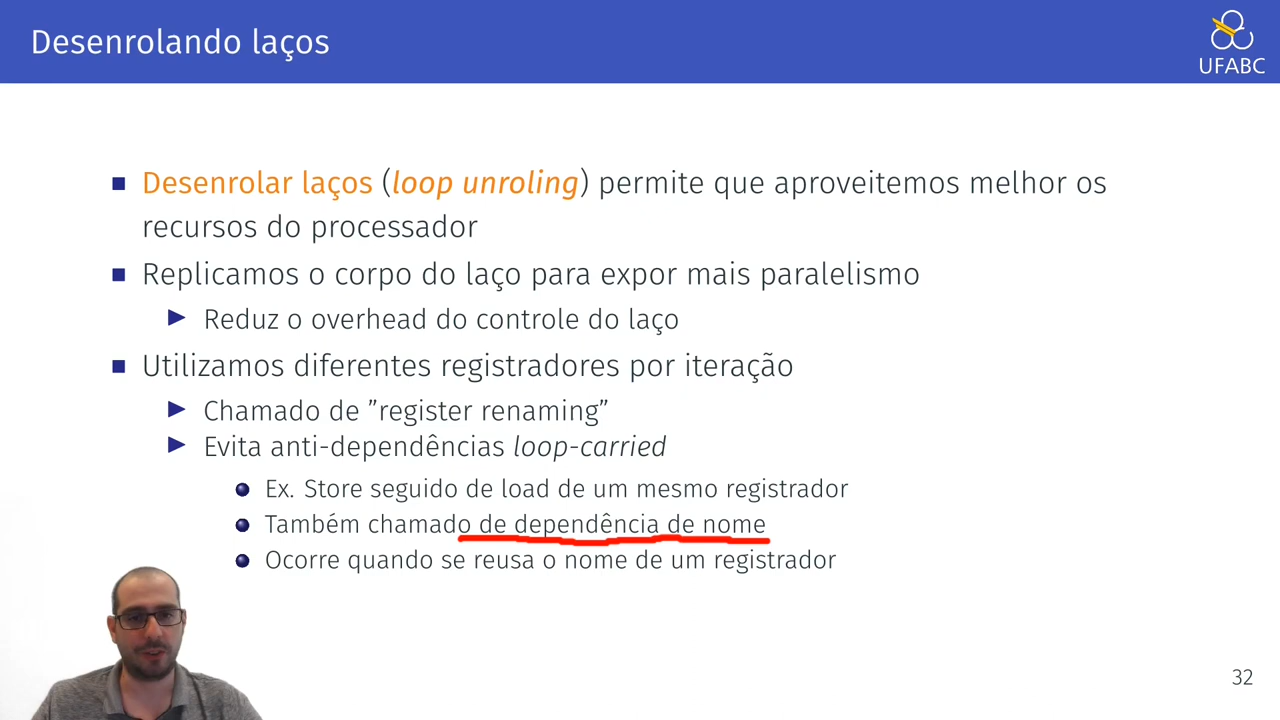 Desenrolando laços
UFABC
Desenrolar laços (loop unroling) permite que aproveitemos melhor os
recursos do processador
Replicamos o corpo do laço para expor mais paralelismo
Reduz o overhead do controle do laço
Utilizamos diferentes registradores por iteração
Chamado de ”register renaming”
Evita anti-dependências loop-carried
Ex. Store seguido de load de um mesmo registrador
Também chamado de dependência de nome
Ocorre quando se reusa o nome de um registrador
32